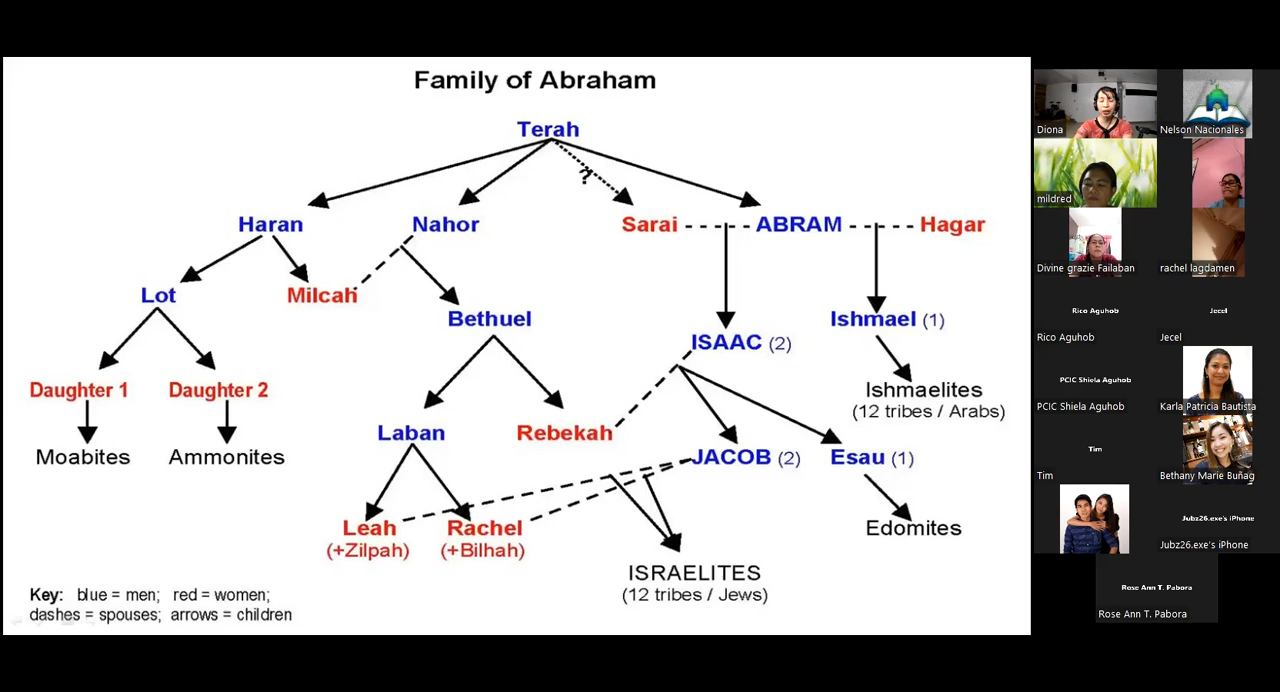 Family of Abraham
Terah
?
Haran
Nahor
Sarai
ABRAM
Hagar
Lot
Milcah
Bethuel
Ishmael (1)
ISAAC (2)
Daughter 1
Daughter 2
Ishmaelites
(12 tribes / Arabs)
Laban
Rebekah
Moabites
Ammonites
JACOB (2)
Esau (1)
Leah
(+Zilpah)
Rachel
(+Bilhah)
Edomites
ISRAELITES
(12 tribes / Jews)
Key: blue = men; red = women;
dashes = spouses; arrows = children
Diona
Nelson Nacionales
mildred
Divine grazie Failaban
rachel lagdamen
Rico Aguhob
Rico Aguhob
Jecel
Jecel
PCIC Shiela Aguhob
PCIC Shiela Aguhob
Karla Patricia Bautista
Tim
Tim
Bethany Marie Buñag
Jubz26.exe's iPhone
Jubz26.exe's iPhone
Rose Ann T. Pabora
Rose Ann T. Pabora